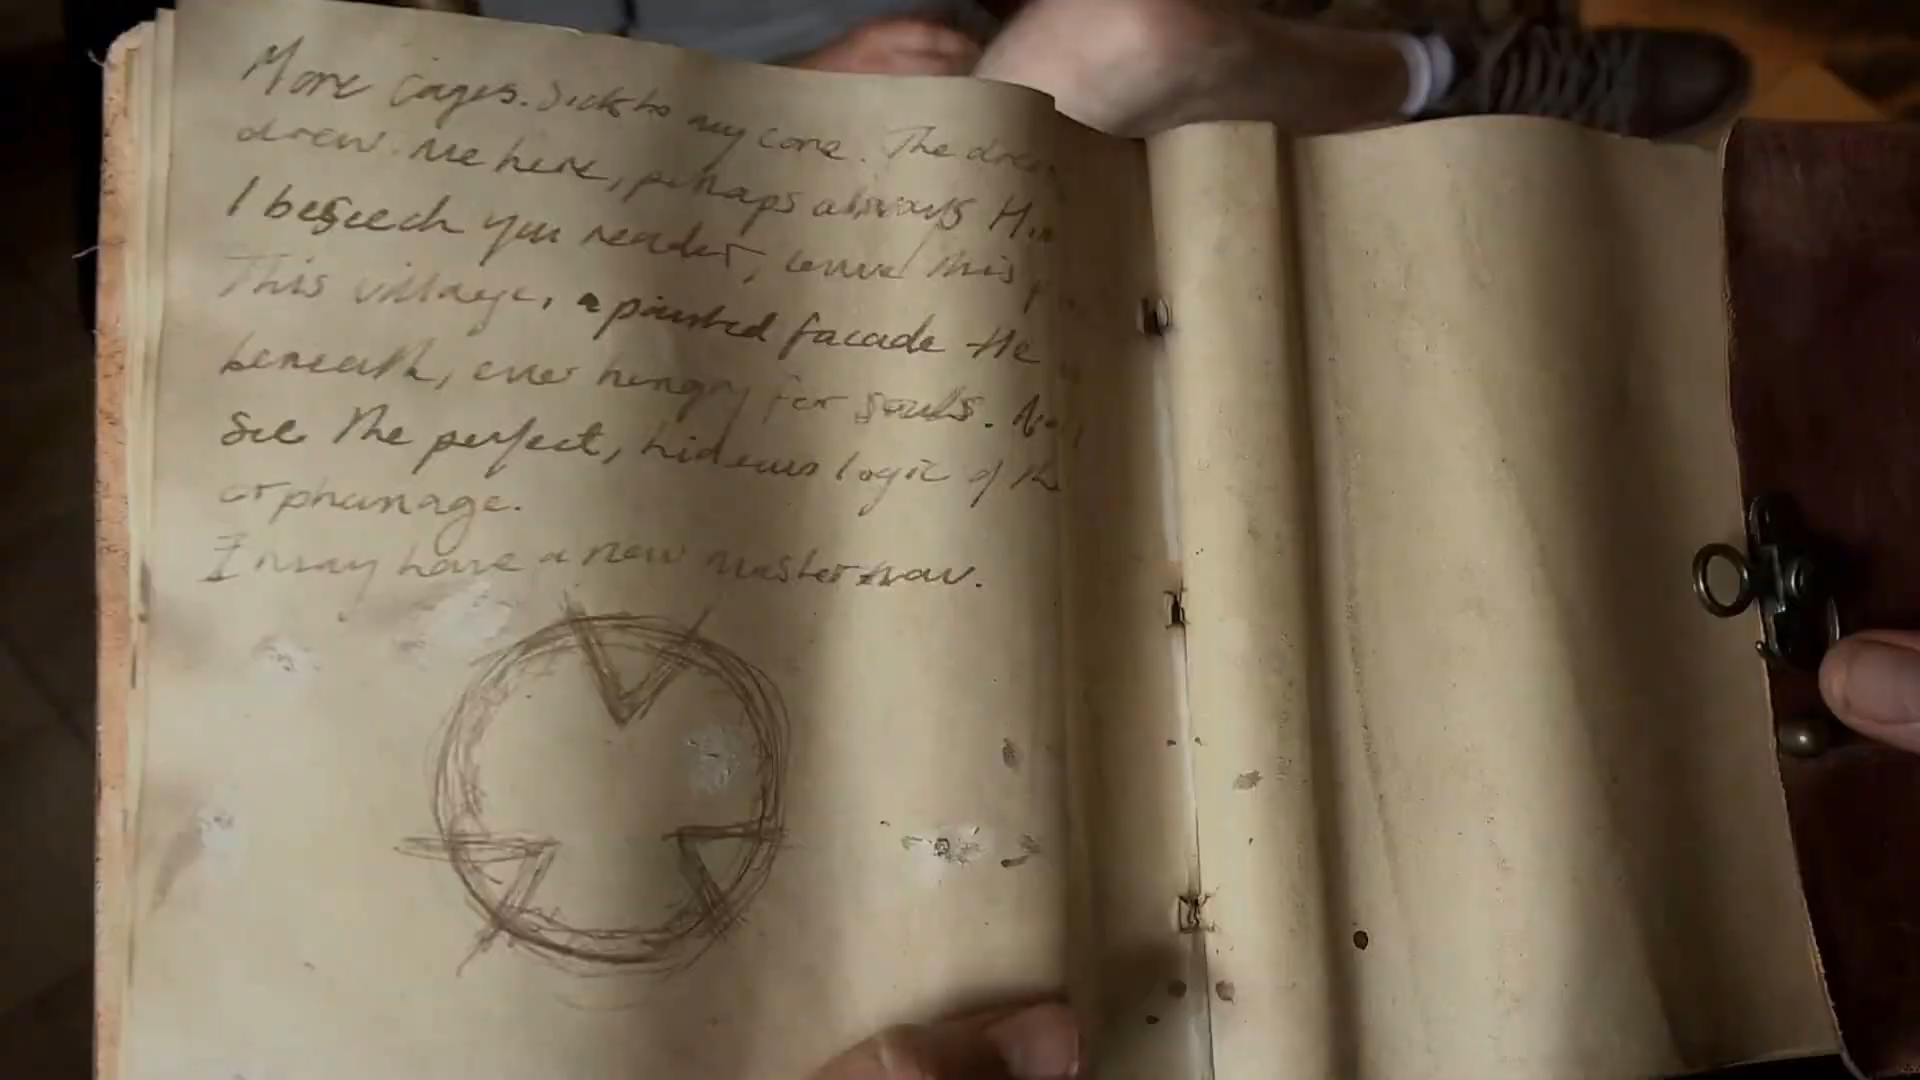 More cages. Sick to my core. The
drew me here, perhaps always
I beseech you reader, leave this
This village, a painted facade the
beneath, ever hungry for souls.
See the perfect, hideous logic of
orphanage.
I may have a new master now.